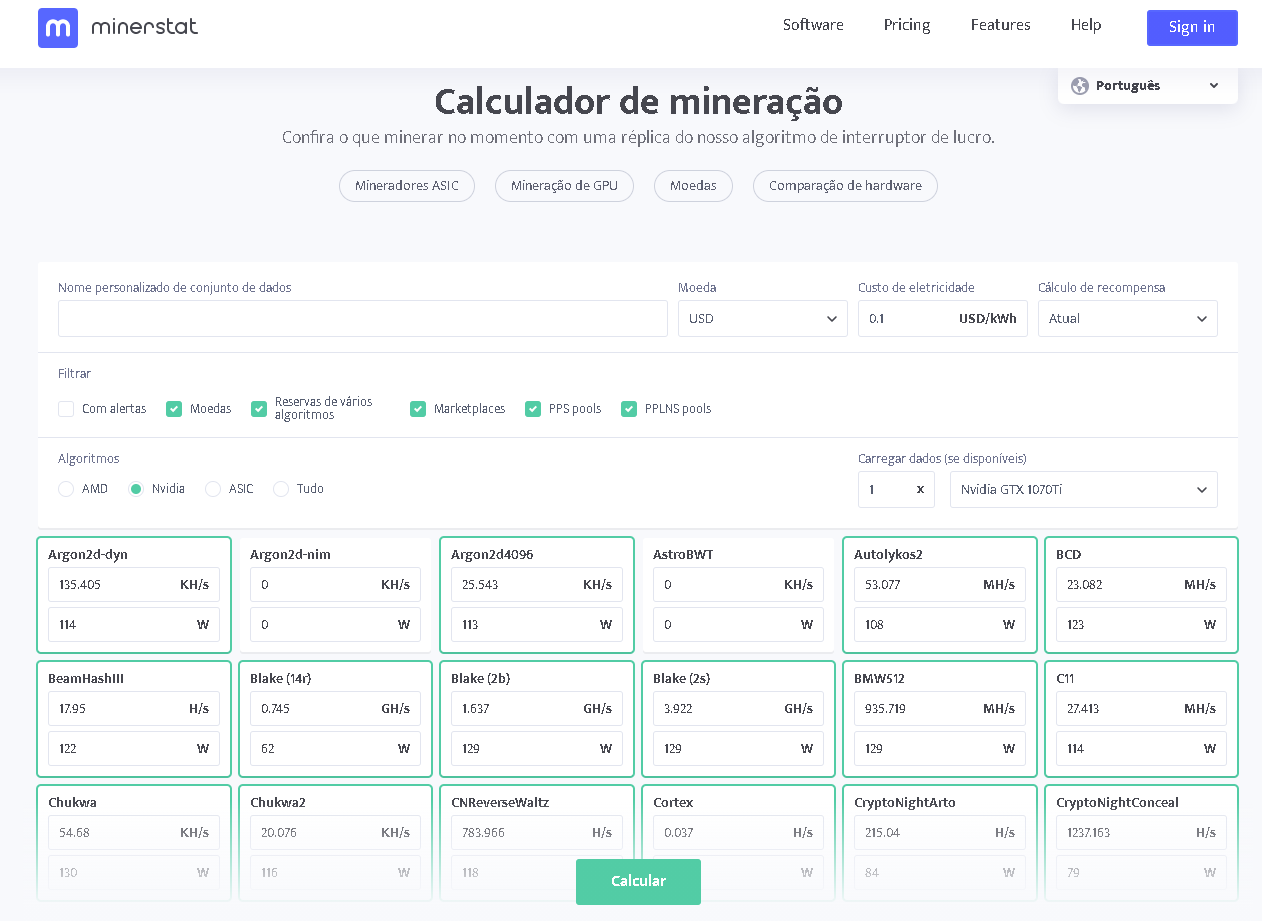 m minerstat
Software Pricing Features Help Sign in
Português
Calculador de mineração
Confira o que minerar no momento com uma réplica do nosso algoritmo de interruptor de lucro.
Mineradores ASIC Mineração de GPU Moedas Comparação de hardware
Nome personalizado de conjunto de dados Moeda Custo de eletricidade Cálculo de recompensa
USD 0.1 USD/kWh Atual
Filtrar
Com alertas Moedas Reservas de vários algoritmos Marketplaces PPS pools PPLNS pools
Algoritmos Carregar dados (se disponíveis)
AMD Nvidia ASIC Tudo 1 x Nvidia GTX 1070Ti
Argon2d-dyn Argon2d-nim Argon2d4096 AstroBWT Autolykos2 BCD
135.405 KH/s 0 KH/s 25.543 KH/s 0 KH/s 53.077 MH/s 23.082 MH/s
114 W 0 W 113 W 0 W 108 W 123 W
BeamHashIII Blake (14r) Blake (2b) Blake (2s) BMW512 C11
17.95 H/s 0.745 GH/s 1.637 GH/s 3.922 GH/s 935.719 MH/s 27.413 MH/s
122 W 62 W 129 W 129 W 129 W 114 W
Chukwa Chukwa2 CNReverseWaltz Cortex CryptoNightArto CryptoNightConceal
54.68 KH/s 20.076 KH/s 783.966 H/s 0.037 H/s 215.04 H/s 1237.163 H/s
130 W 116 W 118 W 84 W 79 W
Calcular